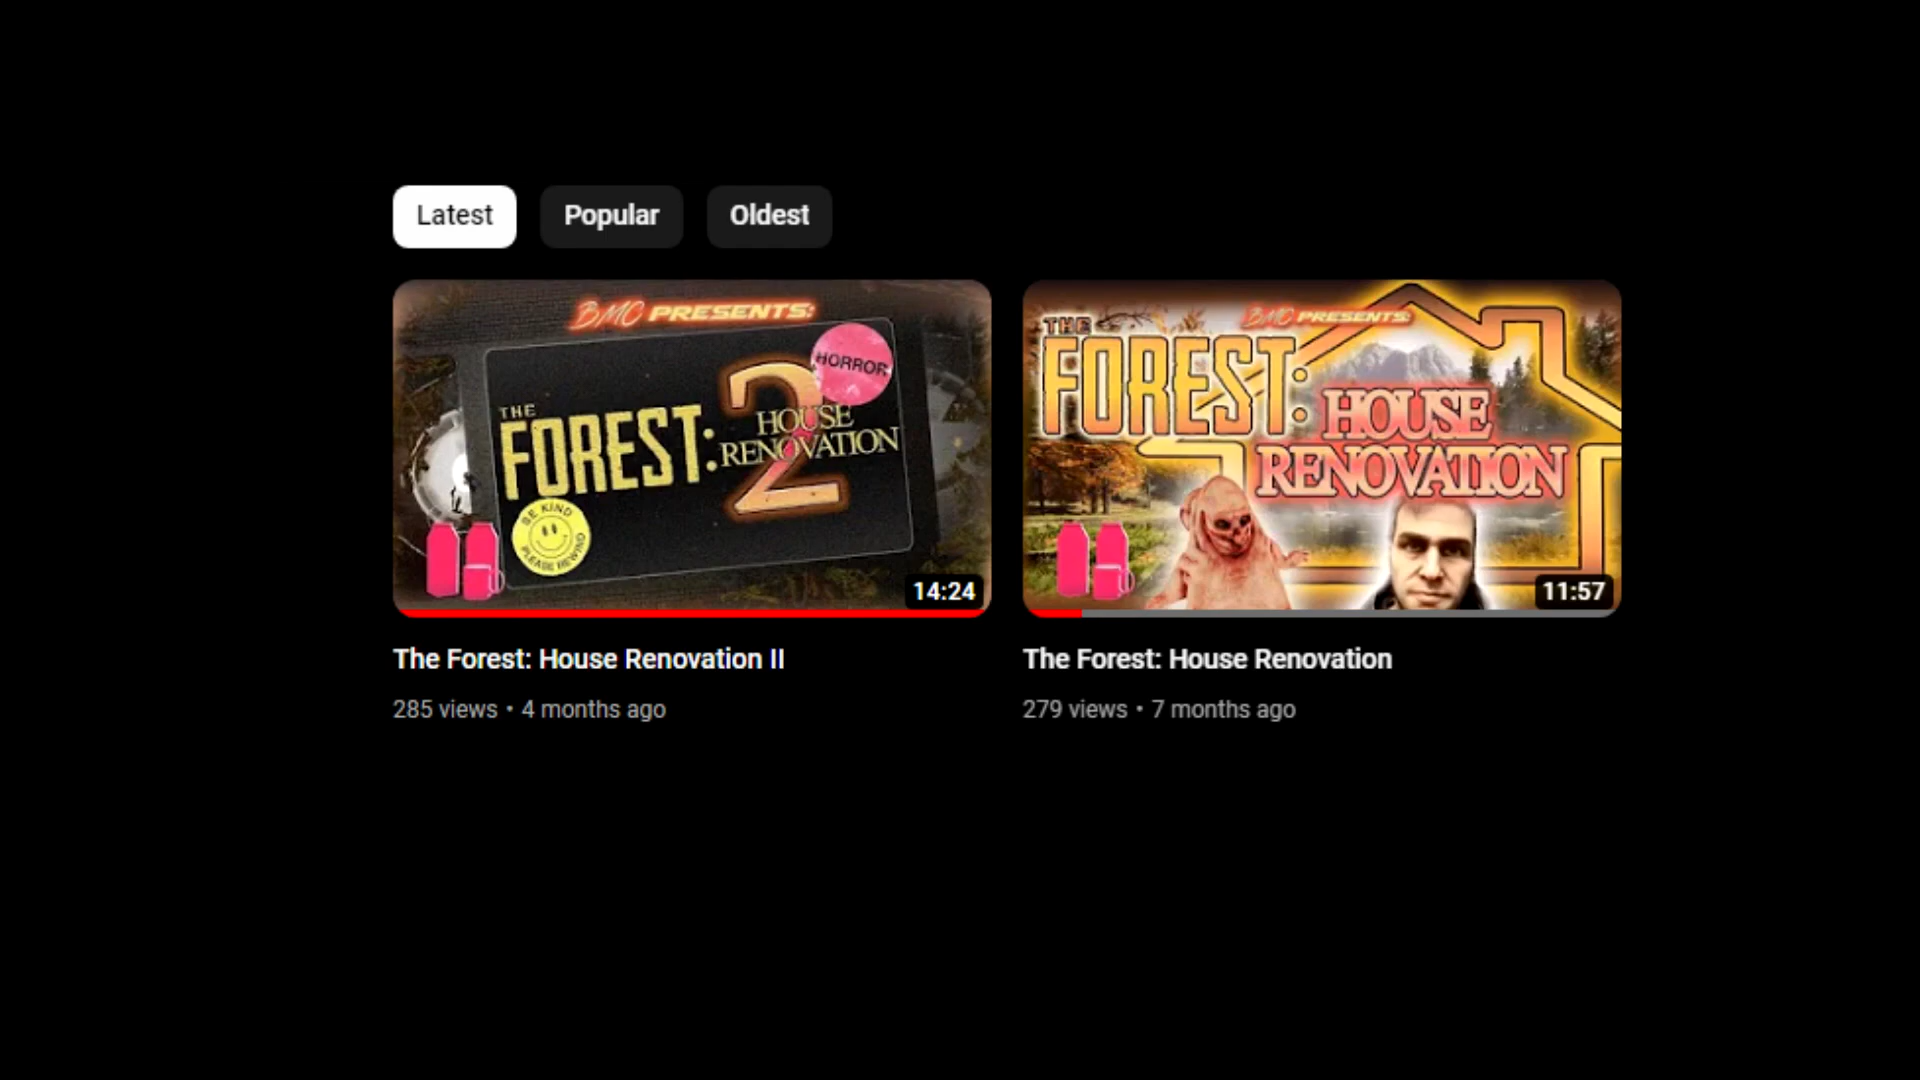 Latest
Popular
Oldest
BMC PRESENTS:
HORROR
THE
FOREST:
2
HOUSE
RENOVATION
BE KIND
PLEASE REWIND
14:24
The Forest: House Renovation II
285 views • 4 months ago
BMC PRESENTS:
THE
FOREST:
HOUSE
RENOVATION
11:57
The Forest: House Renovation
279 views • 7 months ago